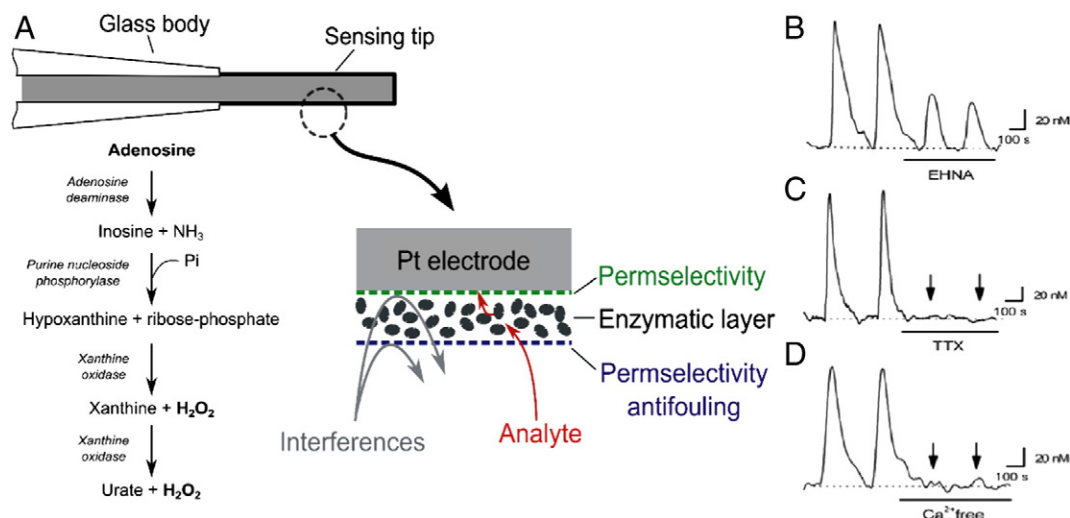 A
Glass body
Sensing tip
Adenosine
Adenosine
deaminase
Inosine + NH₃
Purine nucleoside
phosphorylase
Pi
Hypoxanthine + ribose-phosphate
Xanthine
oxidase
Xanthine + H₂O₂
Xanthine
oxidase
Urate + H₂O₂
Pt electrode
Permselectivity
Enzymatic layer
Permselectivity
antifouling
Interferences
Analyte
B
20 nM
100 s
EHNA
C
20 nM
100 s
TTX
D
20 nM
100 s
Ca²⁺free